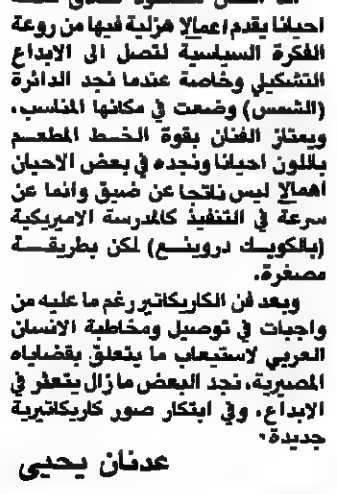 احيانا يقدم اعمالا هزلية فيها من روعة
الفكرة السياسية لتصل الى الابداع
التشكيلي وخاصة عندما نجد الدائرة
(الشمس) وضعت في مكانها المناسب.
ويمتاز الفنان بقوة الخط المطعم
باللون احيانا ونجده في بعض الاحيان
اهمالا ليس ناتجا عن ضيق وانما عن
سرعة في التنفيذ كالمدرسة الاميركية
(بالكويك دروينغ) لكن بطريقة
مصغرة.
وبعد فن الكاريكاتير رغم ما عليه من
واجبات في توصيل ومخاطبة الانسان
العربي لاستيعاب ما يتعلق بقضاياه
المصيرية، نجد البعض ما زال يتعثر في
الابداع. وفي ابتكار صور كاريكاتيرية
جديدة.
عدنان يحيى